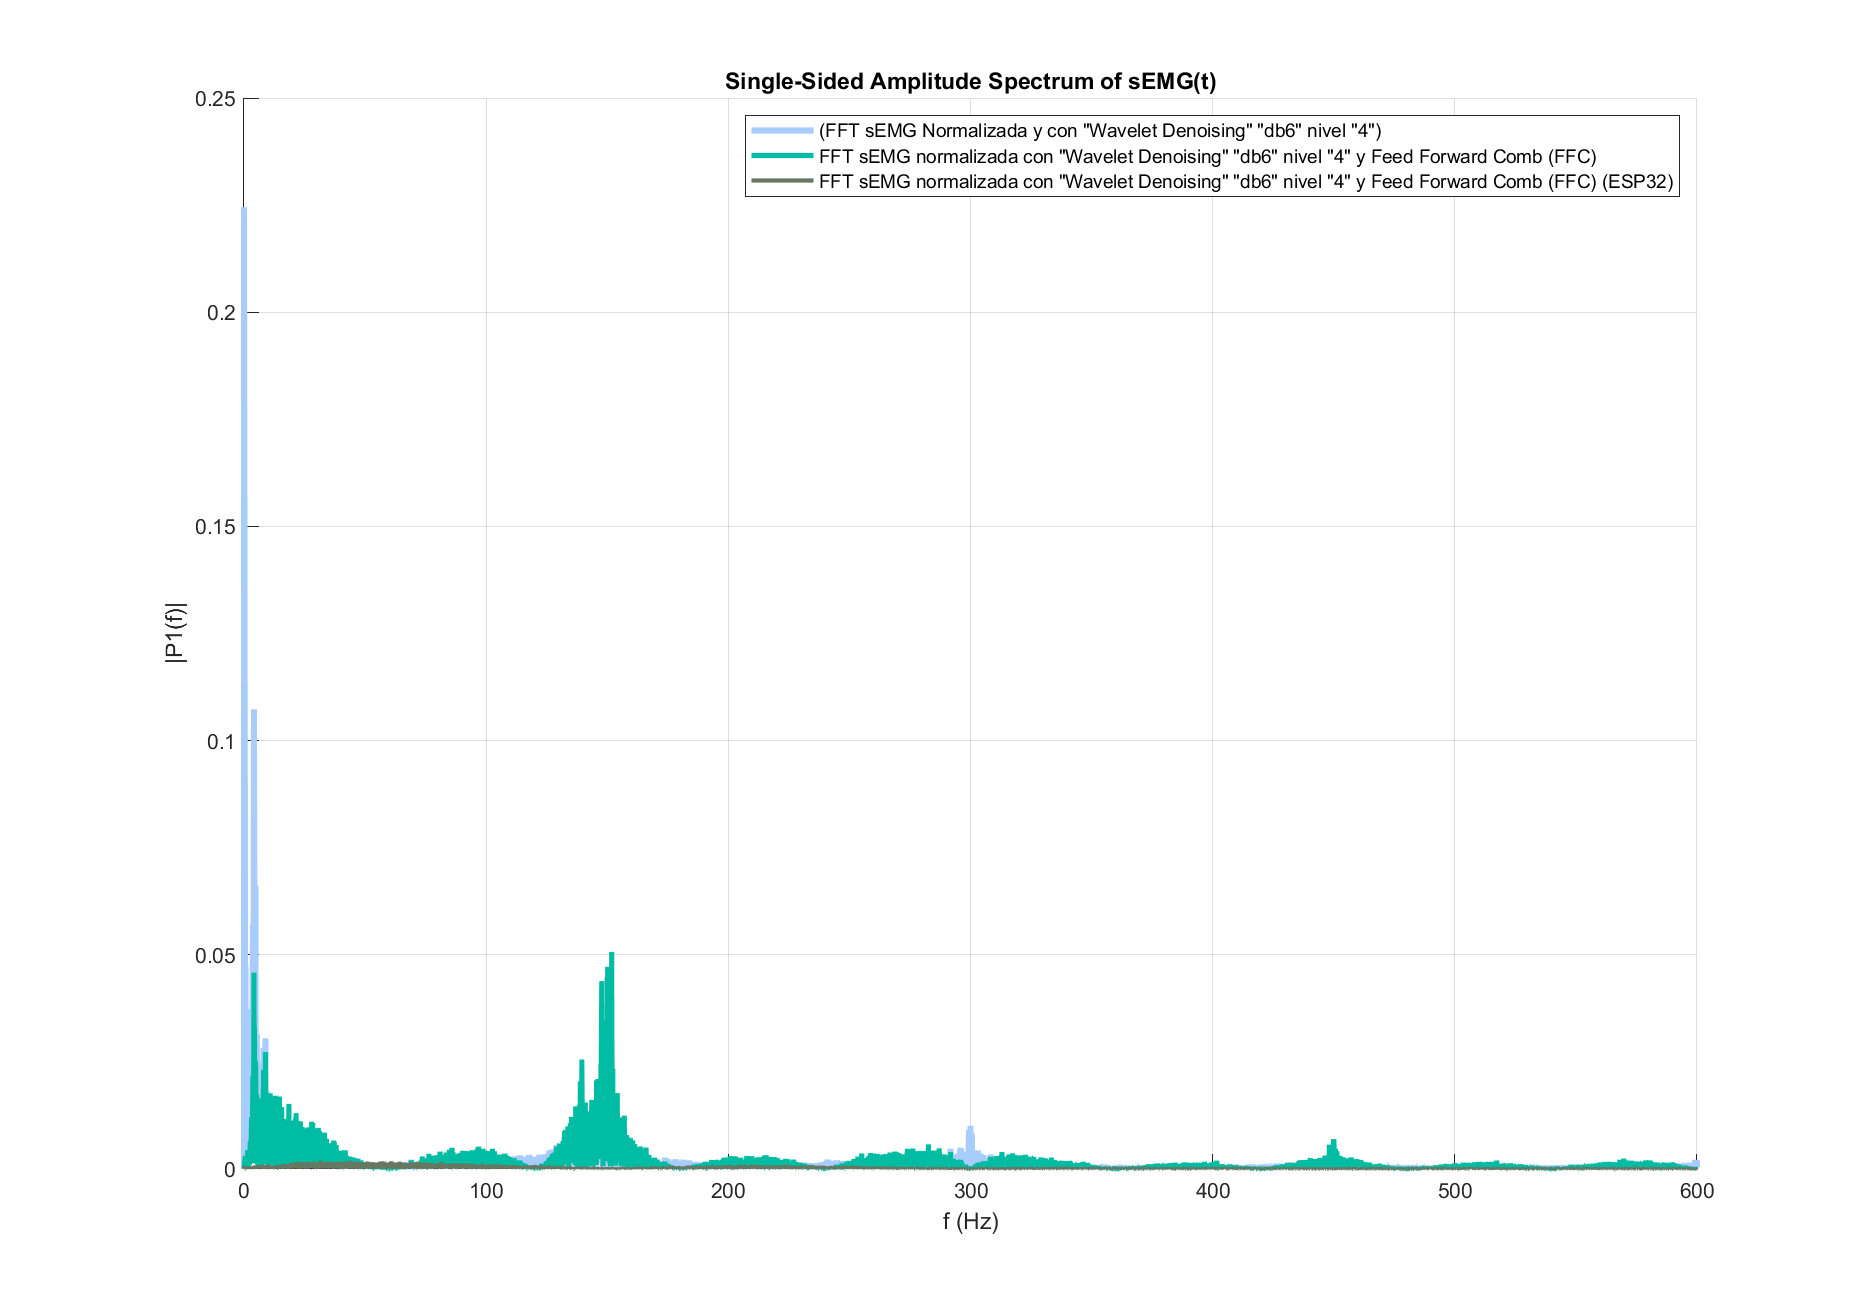 Single-Sided Amplitude Spectrum of sEMG(t)
0.25
(FFT sEMG Normalizada y con "Wavelet Denoising" "db6" nivel "4")
FFT sEMG normalizada con "Wavelet Denoising" "db6" nivel "4" y Feed Forward Comb (FFC)
FFT sEMG normalizada con "Wavelet Denoising" "db6" nivel "4" y Feed Forward Comb (FFC) (ESP32)
0.2
0.15
|P1(f)|
0.1
0.05
0
0 100 200 300 400 500 600
f (Hz)